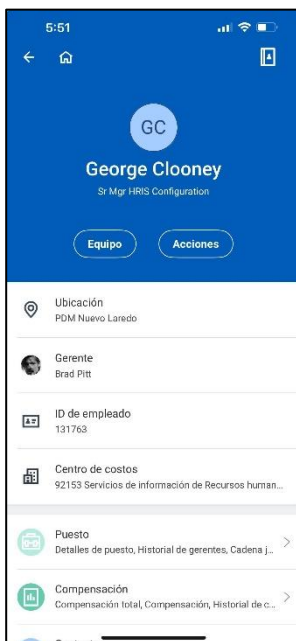 5:51
GC
George Clooney
Sr Mgr HRIS Configuration
Equipo
Acciones
Ubicación
PDM Nuevo Laredo
Gerente
Brad Pitt
ID de empleado
131763
Centro de costos
92153 Servicios de información de Recursos human...
Puesto
Detalles de puesto, Historial de gerentes, Cadena j...
Compensación
Compensación total, Compensación, Historial de c...